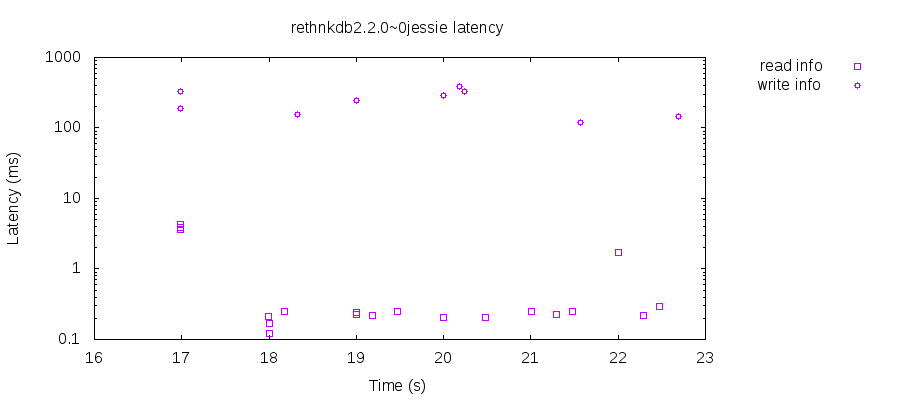 rethnkdb2.2.0~0jessie latency
1000
100
10
1
0.1
Latency (ms)
16 17 18 19 20 21 22 23
Time (s)
read info
write info